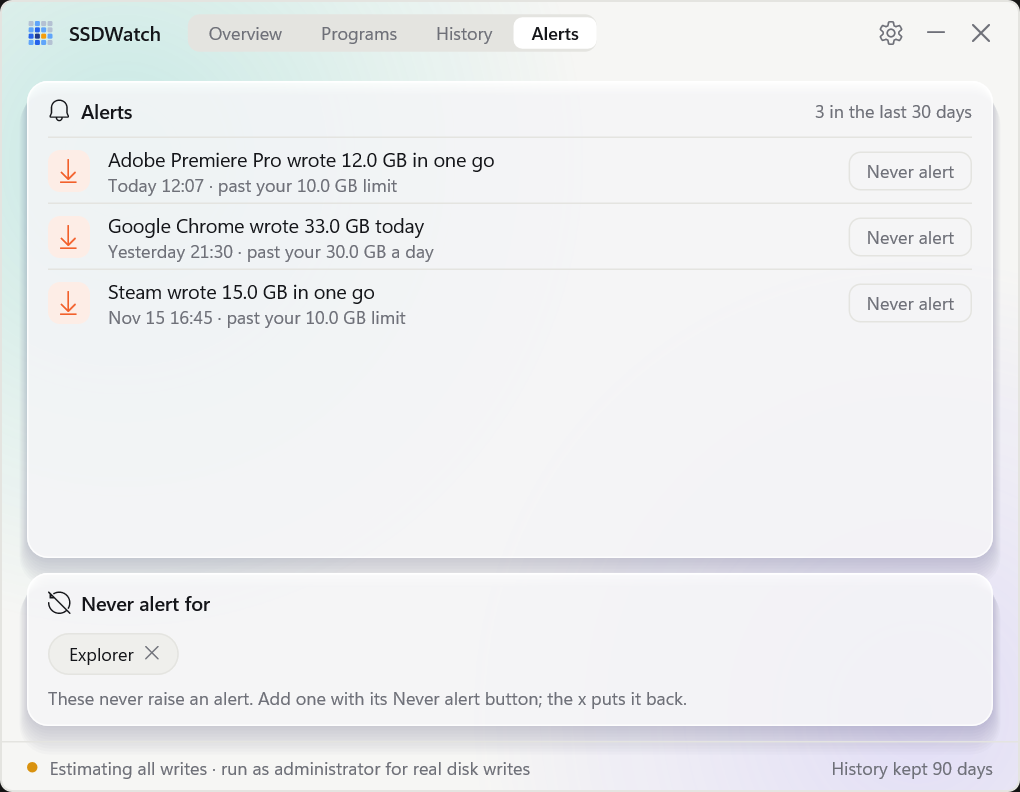 SSDWatch
Overview
Programs
History
Alerts
Alerts
3 in the last 30 days
Adobe Premiere Pro wrote 12.0 GB in one go
Today 12:07 · past your 10.0 GB limit
Never alert
Google Chrome wrote 33.0 GB today
Yesterday 21:30 · past your 30.0 GB a day
Never alert
Steam wrote 15.0 GB in one go
Nov 15 16:45 · past your 10.0 GB limit
Never alert
Never alert for
Explorer
These never raise an alert. Add one with its Never alert button; the x puts it back.
Estimating all writes · run as administrator for real disk writes
History kept 90 days